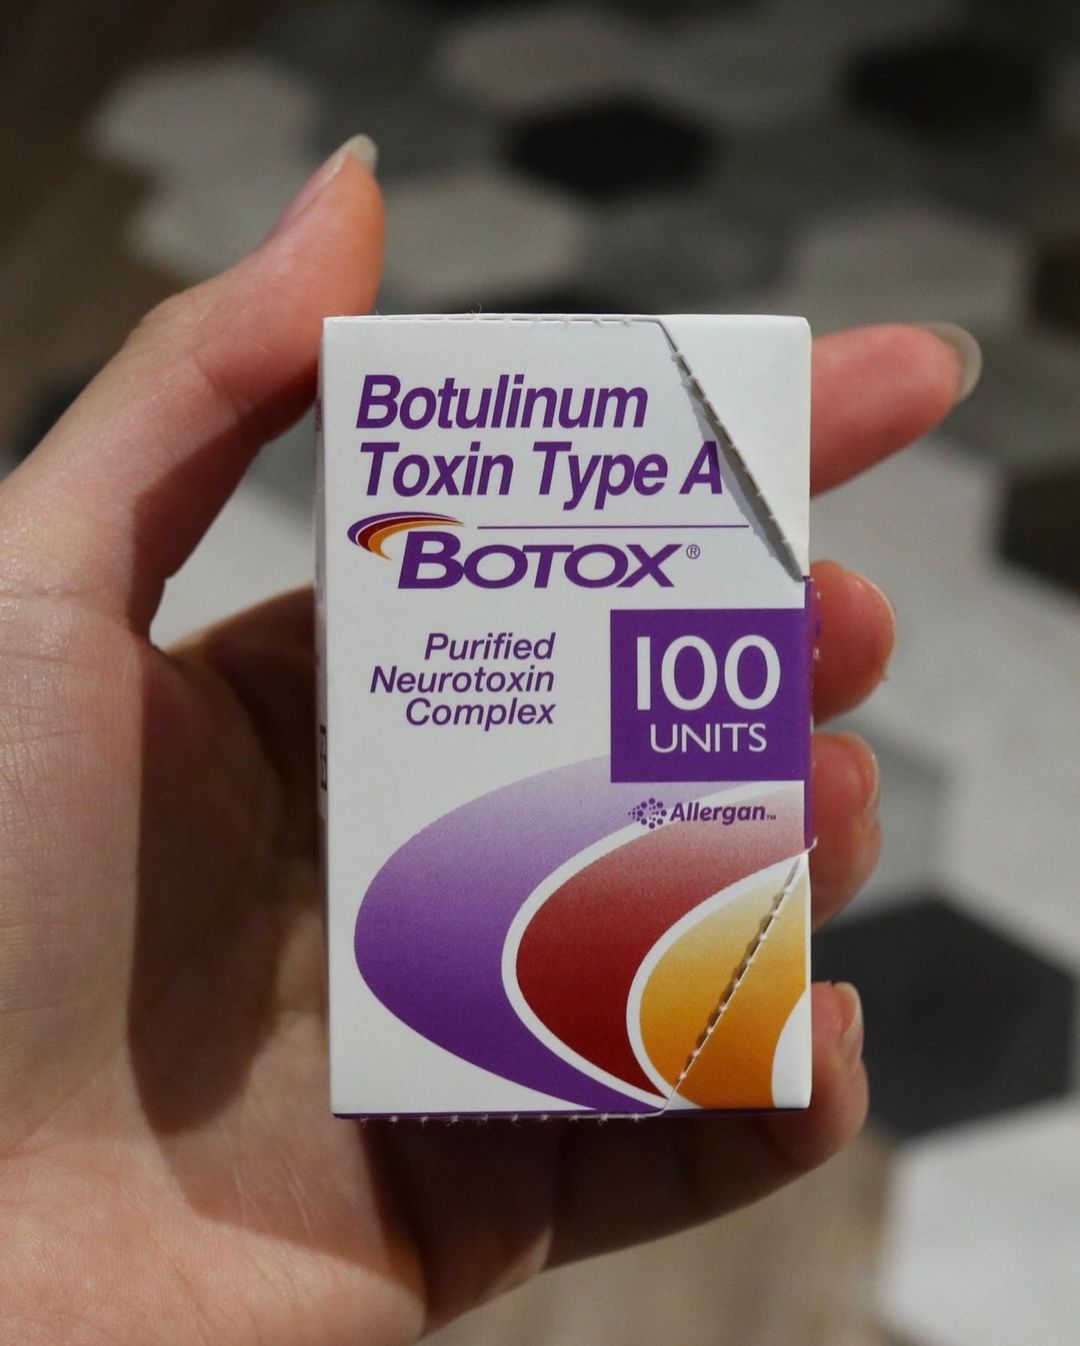 Botulinum
Toxin Type A
BOTOX®
Purified
Neurotoxin
Complex
100
UNITS
Allergan™